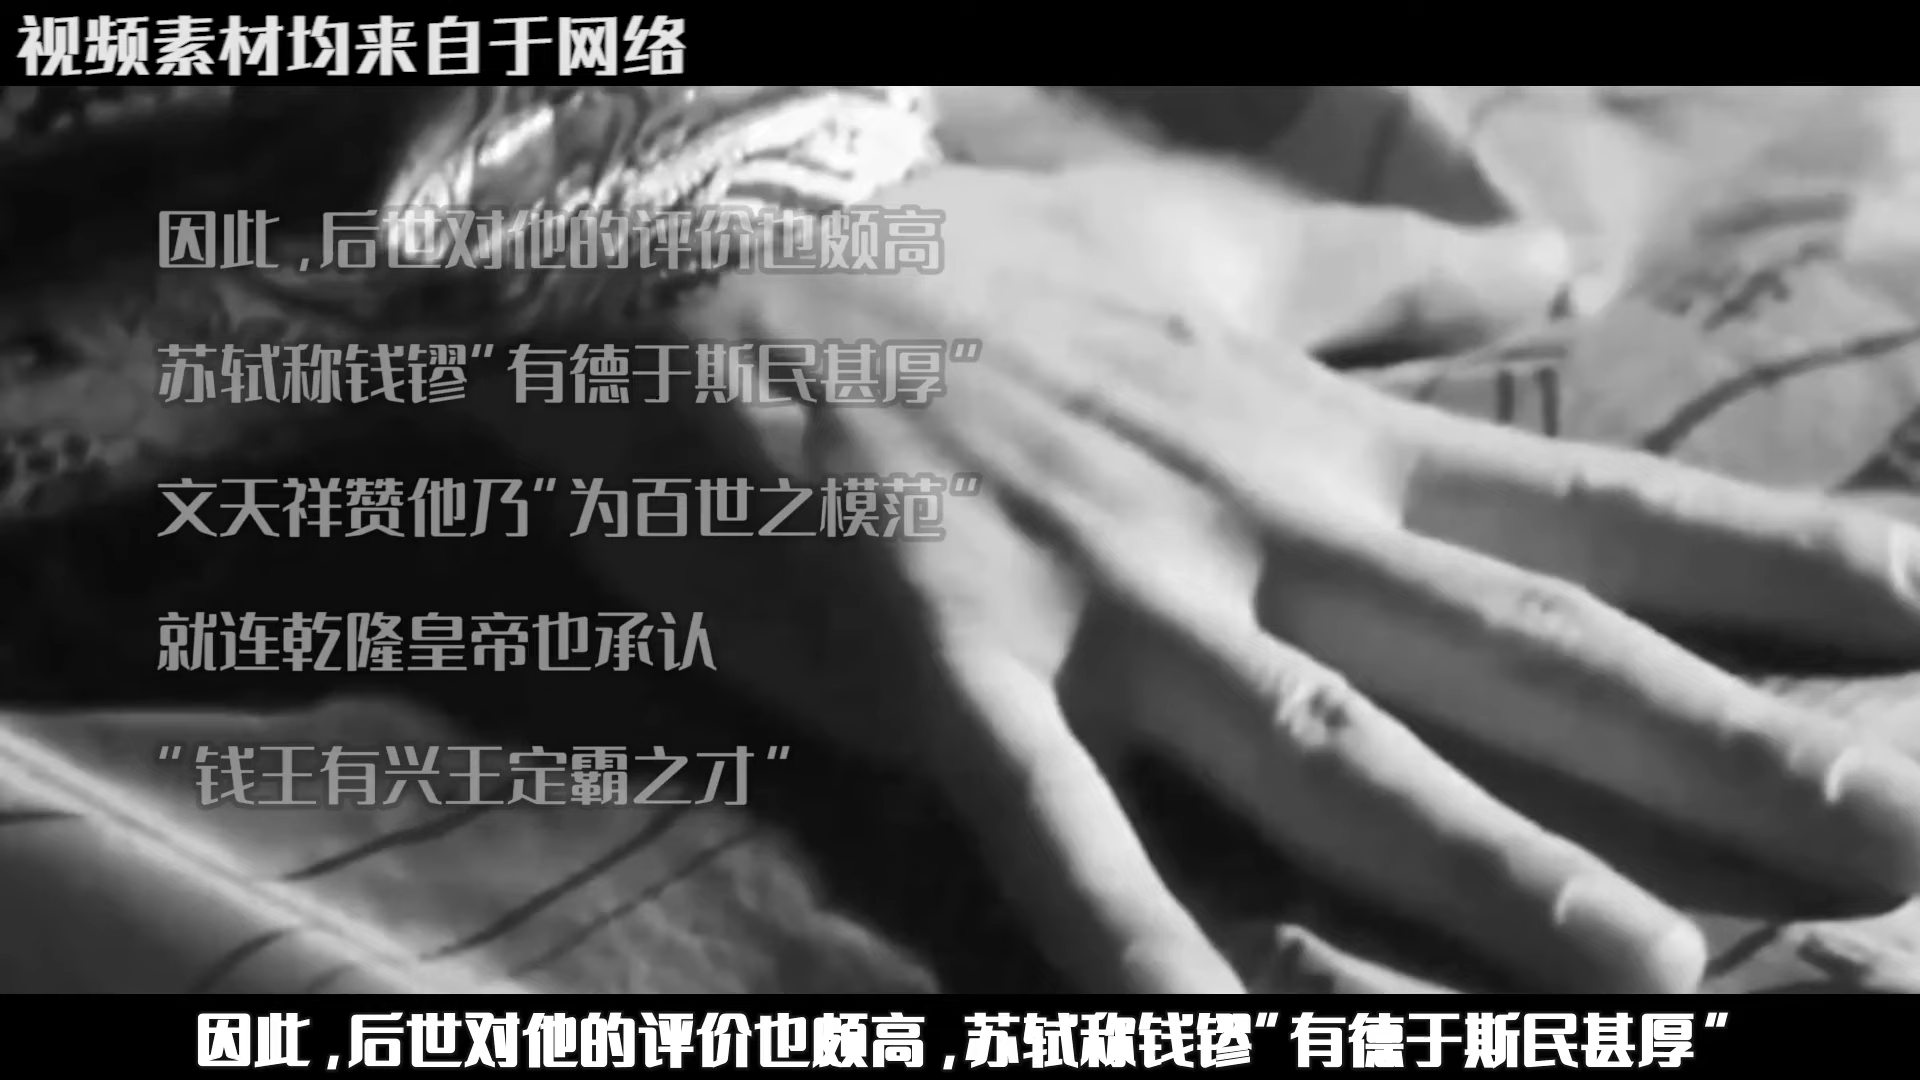 视频素材均来自于网络
因此,后世对他的评价也颇高
苏轼称钱镠"有德于斯民甚厚"
文天祥赞他乃"为百世之模范"
就连乾隆皇帝也承认
"钱王有兴王定霸之才"
因此,后世对他的评价也颇高,苏轼称钱镠"有德于斯民甚厚"